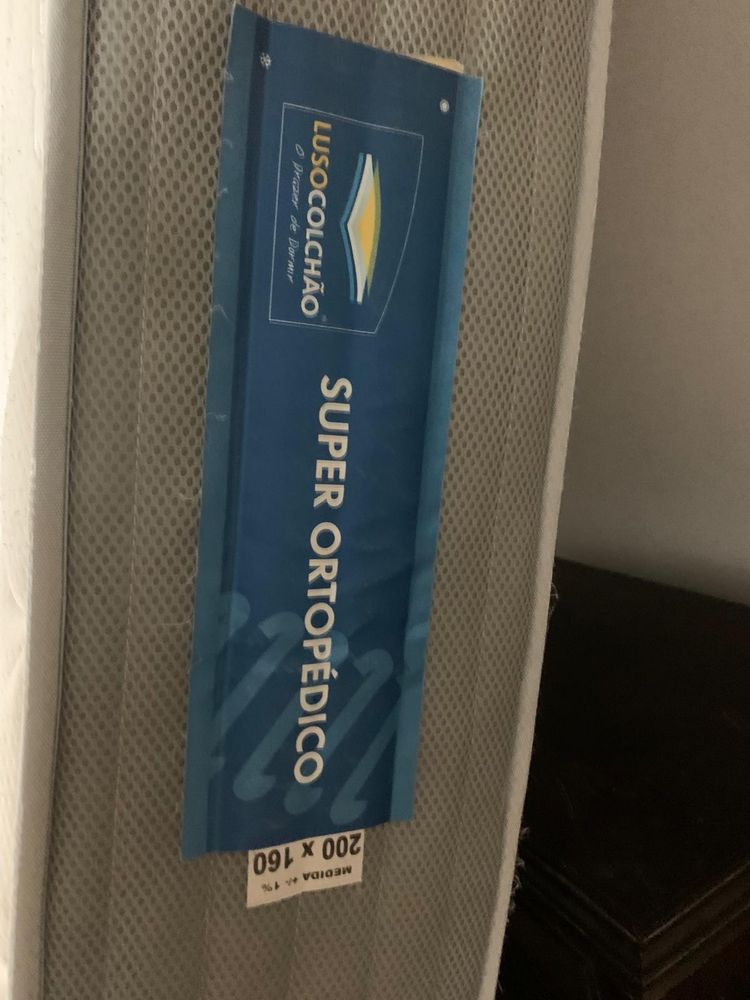 LUSOCOLCHÃO®
O Prazer de Dormir
SUPER ORTOPÉDICO
MEDIDA +/- 1%
200 x 160